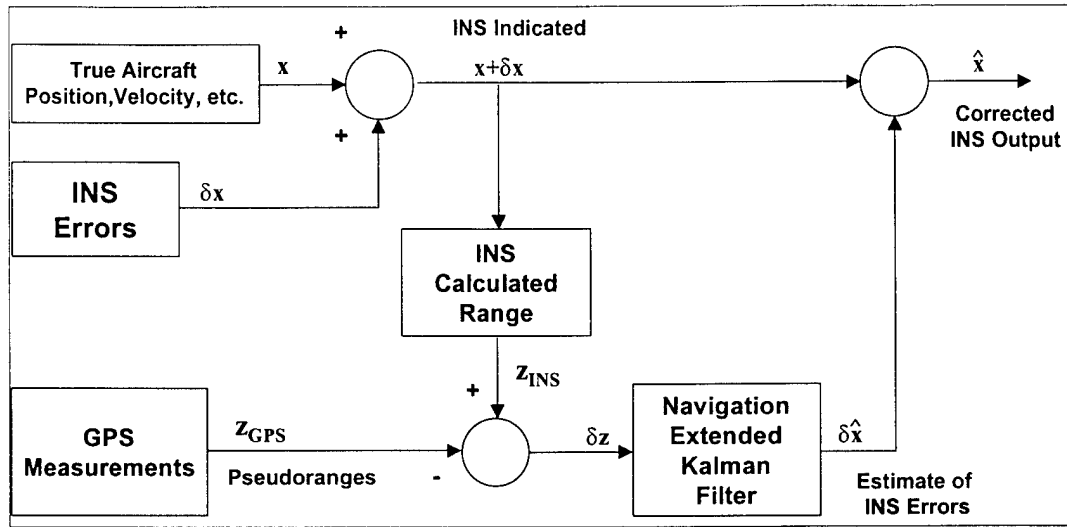 INS Indicated
+
True Aircraft
Position,Velocity, etc.
x
x+δx
x̂
+
Corrected
INS Output
INS
Errors
δx
INS
Calculated
Range
+
z_INS
GPS
Measurements
z_GPS
Pseudoranges
-
δz
Navigation
Extended
Kalman
Filter
δx̂
Estimate of
INS Errors